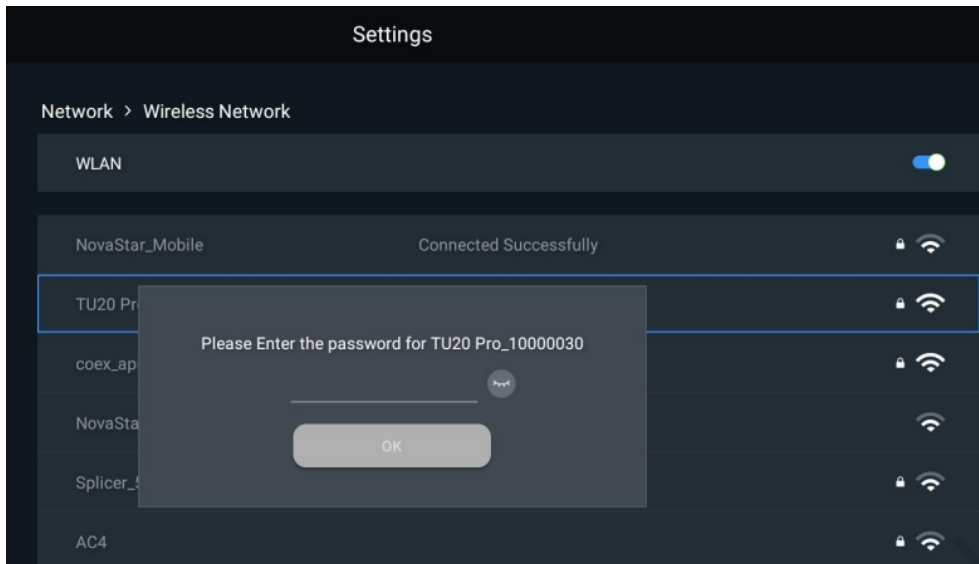 Settings
Network > Wireless Network
WLAN
NovaStar_Mobile Connected Successfully
TU20 Pr
Please Enter the password for TU20 Pro_10000030
coex_ap
NovaSta
OK
Splicer_5
AC4